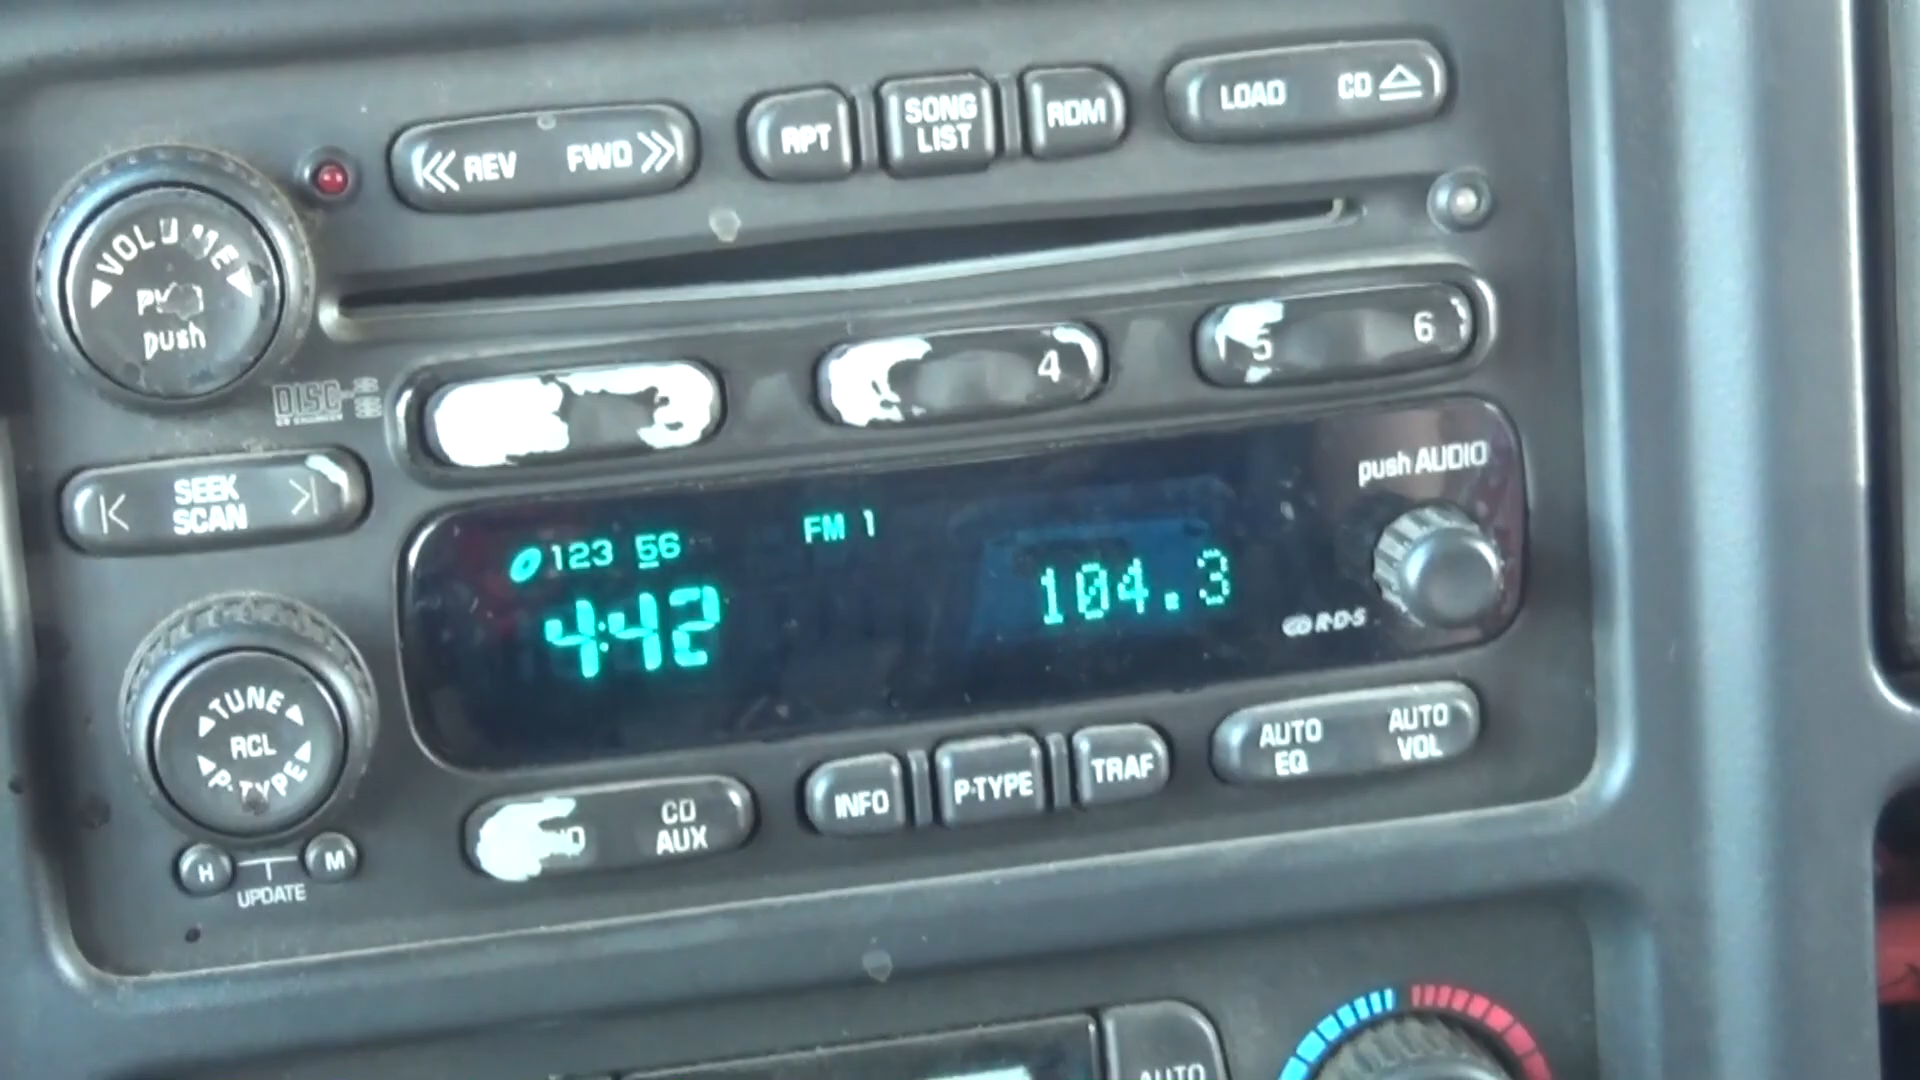 REV FWD
RPT
SONG
LIST
RDM
LOAD CD
VOLUME
push
DISC
4
5 6
SEEK
SCAN
push AUDIO
123 56
FM 1
4:42
104.3
R·D·S
TUNE
RCL
P-TYPE
CD
AUX
INFO
P-TYPE
TRAF
AUTO
EQ
AUTO
VOL
H M
UPDATE
AUTO